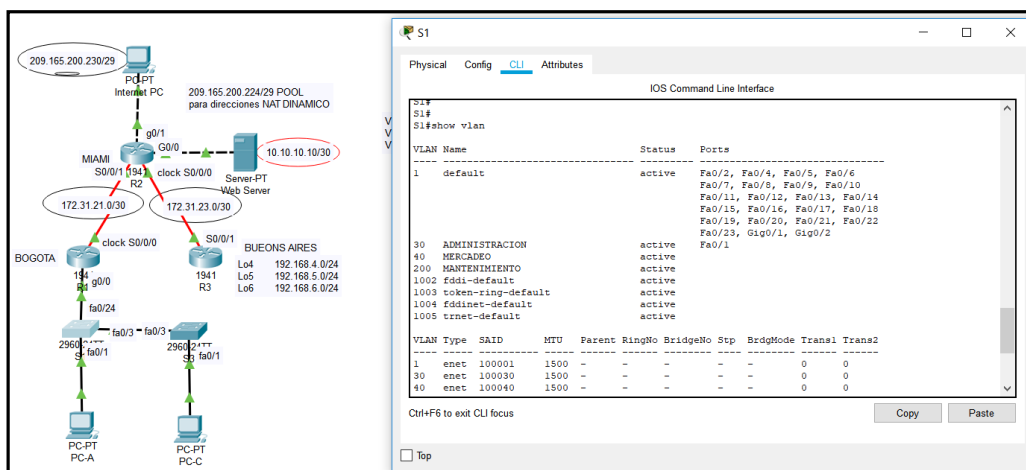 209.165.200.230/29
PC-PT
Internet PC
209.165.200.224/29 POOL
para direcciones NAT DINAMICO
g0/1
G0/0
MIAMI
1941
R2
S0/0/1
clock S0/0/0
10.10.10.10/30
Server-PT
Web Server
172.31.21.0/30
172.31.23.0/30
clock S0/0/0
S0/0/1
BOGOTA
g0/0
1941
R3
BUEONS AIRES
Lo4 192.168.4.0/24
Lo5 192.168.5.0/24
Lo6 192.168.6.0/24
fa0/24
fa0/3
fa0/3
fa0/1
fa0/1
PC-PT
PC-A
PC-PT
PC-C
V
V
V
S1
Physical Config CLI Attributes
IOS Command Line Interface
S1#
S1#
S1#show vlan
VLAN Name Status Ports
---- -------------------------------- --------- -------------------------------
1 default active Fa0/2, Fa0/4, Fa0/5, Fa0/6
Fa0/7, Fa0/8, Fa0/9, Fa0/10
Fa0/11, Fa0/12, Fa0/13, Fa0/14
Fa0/15, Fa0/16, Fa0/17, Fa0/18
Fa0/19, Fa0/20, Fa0/21, Fa0/22
Fa0/23, Gig0/1, Gig0/2
30 ADMINISTRACION active Fa0/1
40 MERCADEO active
200 MANTENIMIENTO active
1002 fddi-default active
1003 token-ring-default active
1004 fddinet-default active
1005 trnet-default active
VLAN Type SAID MTU Parent RingNo BridgeNo Stp BrdgMode Trans1 Trans2
---- ----- ---------- ----- ------ ------ -------- ---- -------- ------ ------
1 enet 100001 1500 - - - - - 0 0
30 enet 100030 1500 - - - - - 0 0
40 enet 100040 1500 - - - - - 0 0
Ctrl+F6 to exit CLI focus
Copy
Paste
Top